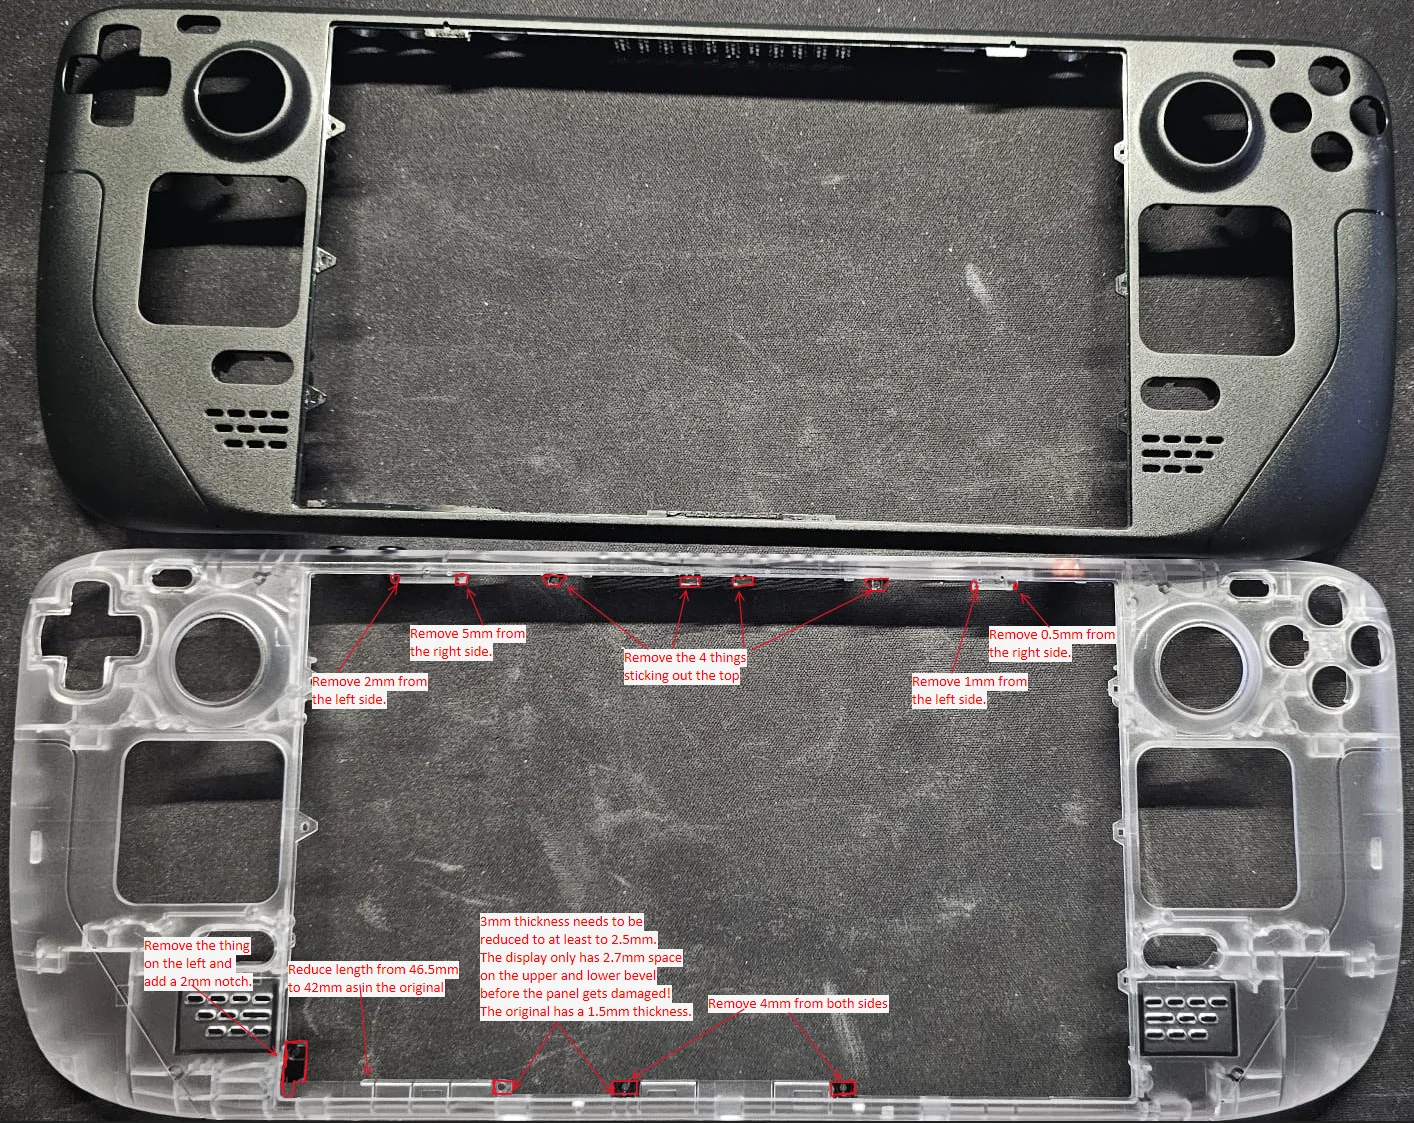 Remove 5mm from
the right side.
Remove 2mm from
the left side.
Remove the 4 things
sticking out the top
Remove 0.5mm from
the right side.
Remove 1mm from
the left side.
Remove the thing
on the left and
add a 2mm notch.
Reduce length from 46.5mm
to 42mm as in the original
3mm thickness needs to be
reduced to at least to 2.5mm.
The display only has 2.7mm space
on the upper and lower bevel
before the panel gets damaged!
The original has a 1.5mm thickness.
Remove 4mm from both sides